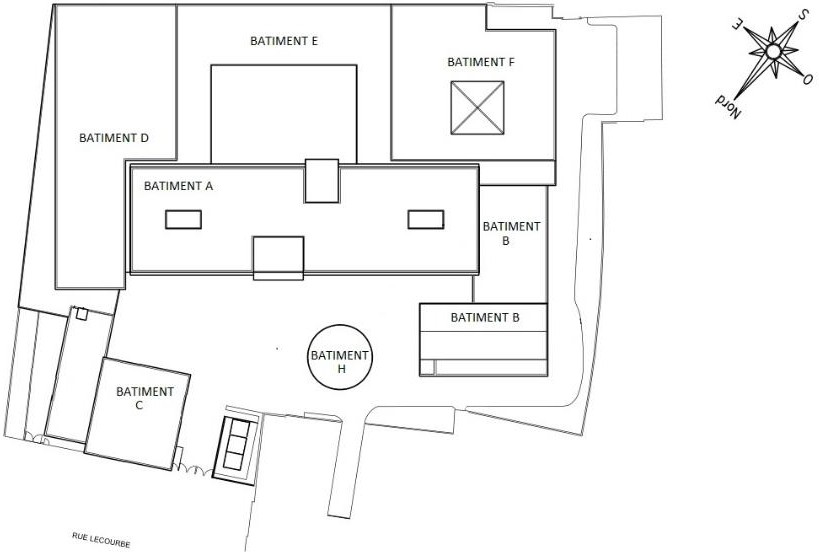 BATIMENT E
BATIMENT F
BATIMENT D
BATIMENT A
BATIMENT
B
BATIMENT B
BATIMENT
H
BATIMENT
C
RUE LECOURBE
S
E
O
Nord